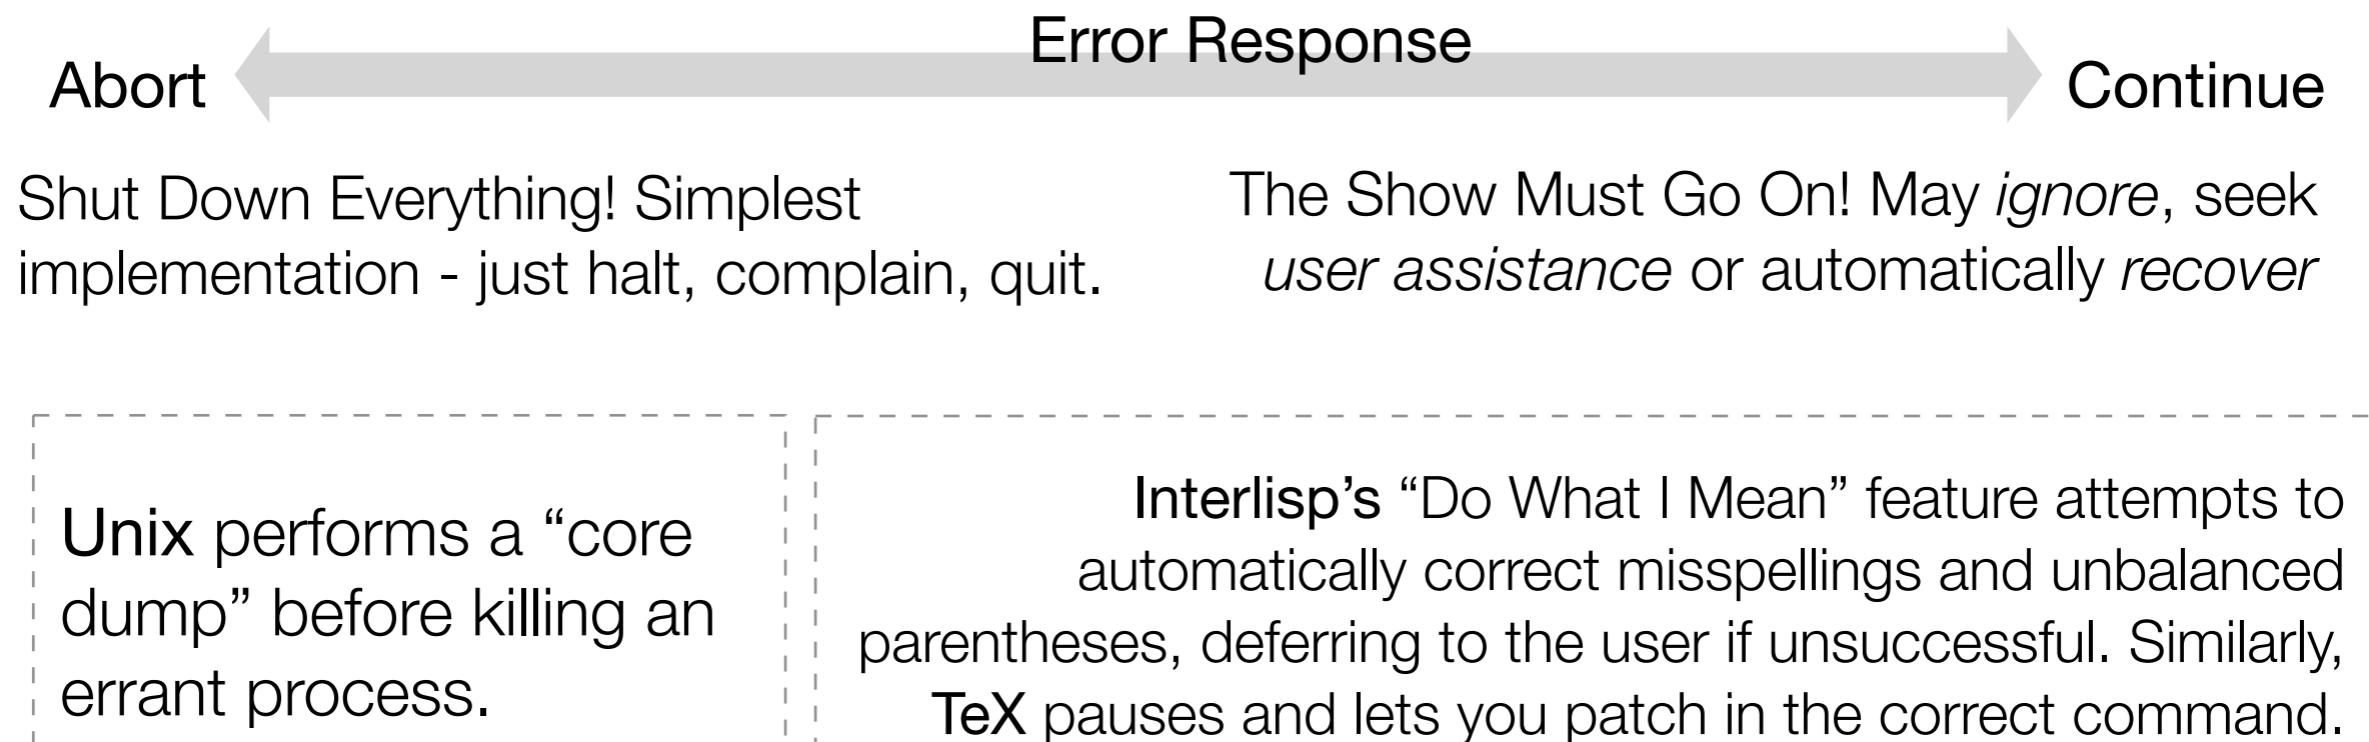 Error Response
Abort
Continue
Shut Down Everything! Simplest
implementation - just halt, complain, quit.
The Show Must Go On! May ignore, seek
user assistance or automatically recover
Unix performs a “core
dump” before killing an
errant process.
Interlisp’s “Do What I Mean” feature attempts to
automatically correct misspellings and unbalanced
parentheses, deferring to the user if unsuccessful. Similarly,
TeX pauses and lets you patch in the correct command.